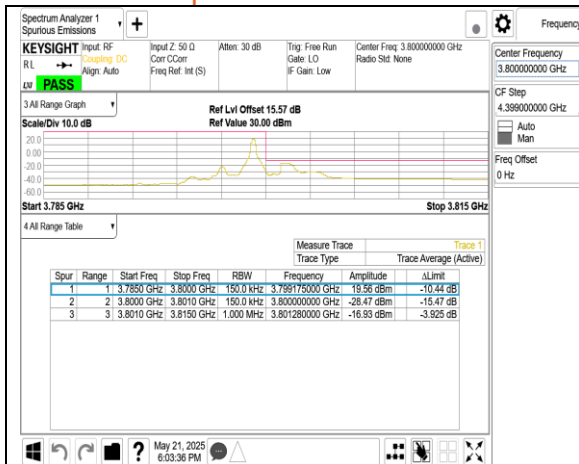 Spectrum Analyzer 1
Spurious Emissions
Frequency
KEYSIGHT Input: RF Input Z: 50 Ω Atten: 30 dB Trig: Free Run Center Freq: 3.800000000 GHz
RL Coupling: DC Corr CCorr Gate: LO Radio Std: None
Align: Auto Freq Ref: Int (S) IF Gain: Low
PASS
Center Frequency
3.800000000 GHz
CF Step
4.399000000 GHz
Auto
Man
Freq Offset
0 Hz
3 All Range Graph
Ref Lvl Offset 15.57 dB
Scale/Div 10.0 dB Ref Value 30.00 dBm
20.0
0.00
-20.0
-40.0
-60.0
Start 3.785 GHz Stop 3.815 GHz
4 All Range Table
Measure Trace Trace 1
Trace Type Trace Average (Active)
Spur Range Start Freq Stop Freq RBW Frequency Amplitude ΔLimit
1 1 3.7850 GHz 3.8000 GHz 150.0 kHz 3.799175000 GHz 19.56 dBm -10.44 dB
2 2 3.8000 GHz 3.8010 GHz 150.0 kHz 3.800000000 GHz -28.47 dBm -15.47 dB
3 3 3.8010 GHz 3.8150 GHz 1.000 MHz 3.801280000 GHz -16.93 dBm -3.925 dB
May 21, 2025
6:03:36 PM